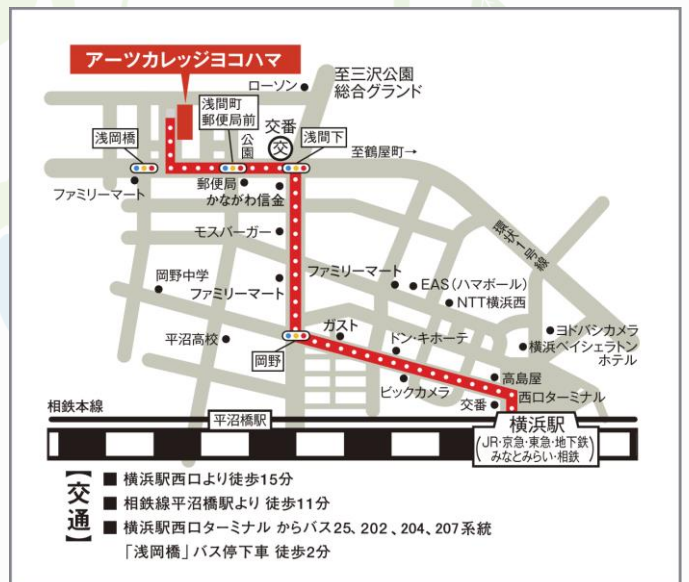 アーツカレッジヨコハマ
ローソン
至三沢公園
総合グランド
浅間町
郵便局前
公園
交番
交
浅間下
浅岡橋
至鶴屋町→
ファミリーマート
郵便局
かながわ信金
環状1号線
モスバーガー
岡野中学
ファミリーマート
ファミリーマート
EAS(ハマボール)
NTT横浜西
平沼高校
岡野
ガスト
ドン・キホーテ
ヨドバシカメラ
横浜ベイシェラトン
ホテル
ビックカメラ
高島屋
交番
西口ターミナル
相鉄本線
平沼橋駅
横浜駅
(JR・京急・東急・地下鉄
みなとみらい・相鉄)
【交通】
■ 横浜駅西口より徒歩15分
■ 相鉄線平沼橋駅より 徒歩11分
■ 横浜駅西口ターミナル からバス25、202、204、207系統
「浅岡橋」バス停下車 徒歩2分